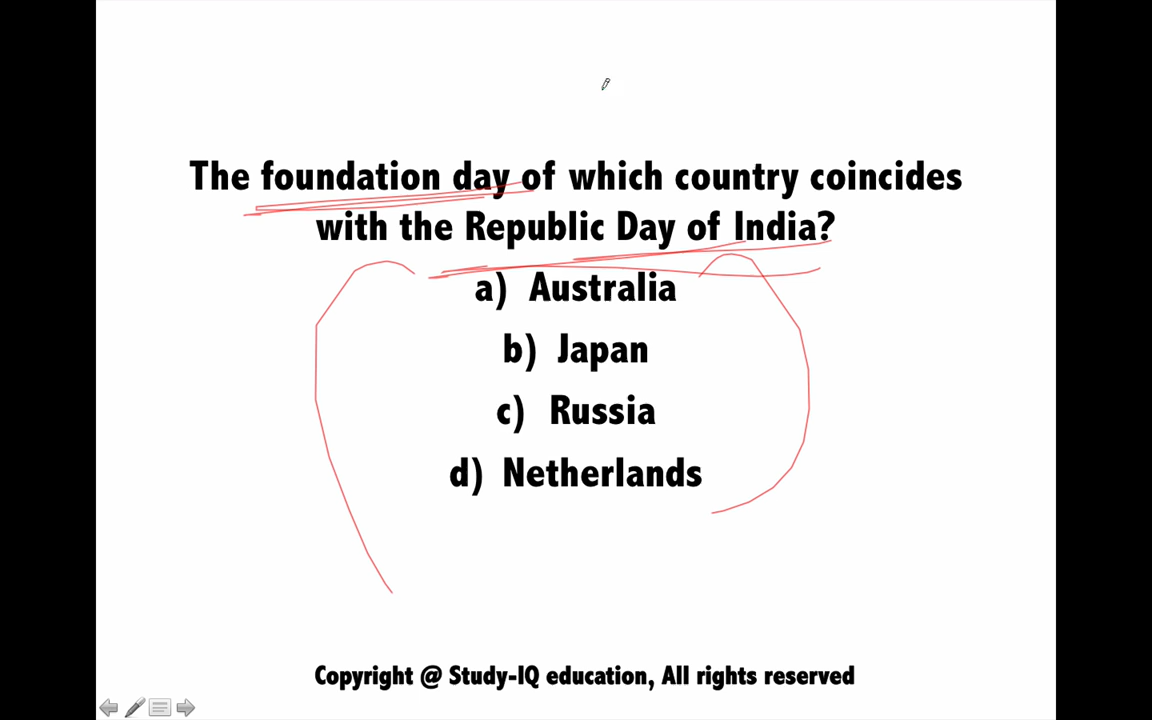 The foundation day of which country coincides
with the Republic Day of India?
a) Australia
b) Japan
c) Russia
d) Netherlands
Copyright @ Study-IQ education, All rights reserved